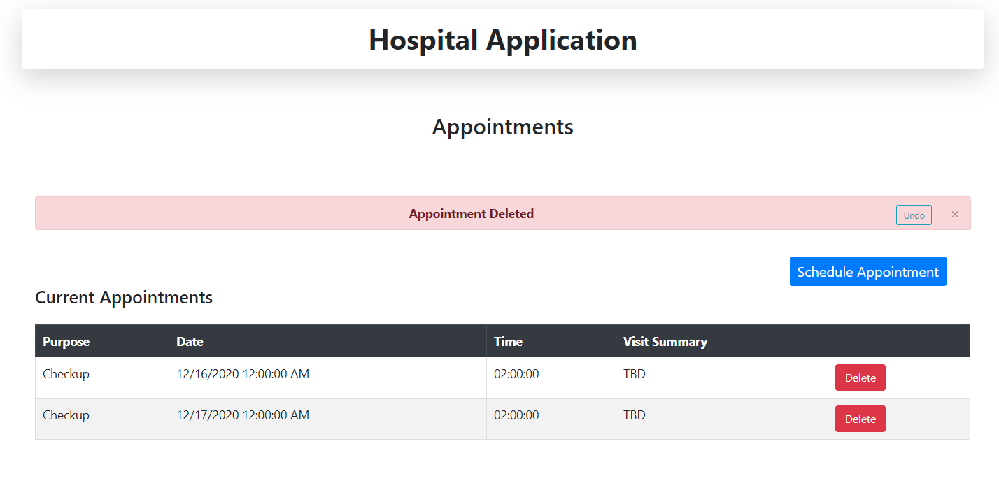 Hospital Application
Appointments
Appointment Deleted Undo ×
Schedule Appointment
Current Appointments
Purpose Date Time Visit Summary
Checkup 12/16/2020 12:00:00 AM 02:00:00 TBD Delete
Checkup 12/17/2020 12:00:00 AM 02:00:00 TBD Delete